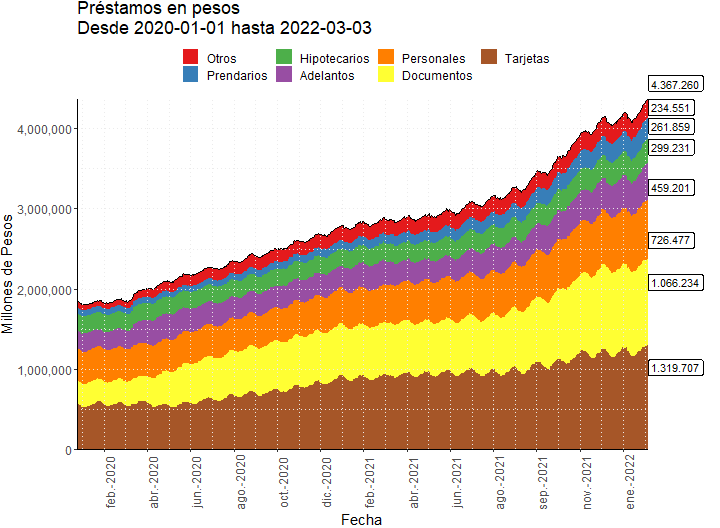 Préstamos en pesos
Desde 2020-01-01 hasta 2022-03-03
Otros
Hipotecarios
Personales
Tarjetas
Prendarios
Adelantos
Documentos
4.367.260
234.551
261.859
299.231
459.201
726.477
1.066.234
1.319.707
4,000,000
3,000,000
2,000,000
1,000,000
0
Millones de Pesos
feb.-2020
abr.-2020
jun.-2020
ago.-2020
oct.-2020
dic.-2020
feb.-2021
abr.-2021
jun.-2021
ago.-2021
sep.-2021
nov.-2021
ene.-2022
Fecha